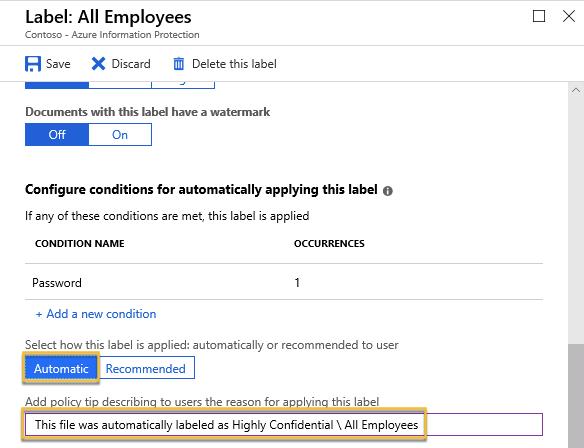 Label: All Employees
Contoso - Azure Information Protection
Save Discard Delete this label
Documents with this label have a watermark
Off On
Configure conditions for automatically applying this label
If any of these conditions are met, this label is applied
CONDITION NAME OCCURRENCES
Password 1
+ Add a new condition
Select how this label is applied: automatically or recommended to user
Automatic Recommended
Add policy tip describing to users the reason for applying this label
This file was automatically labeled as Highly Confidential \ All Employees